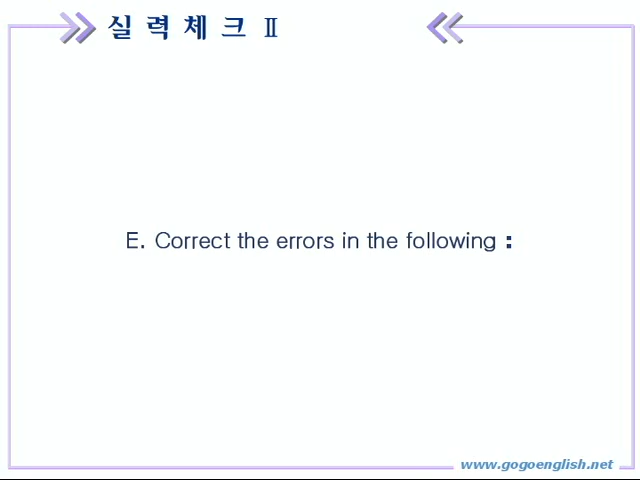 실 력 체 크 Ⅱ
E. Correct the errors in the following :
www.gogoenglish.net